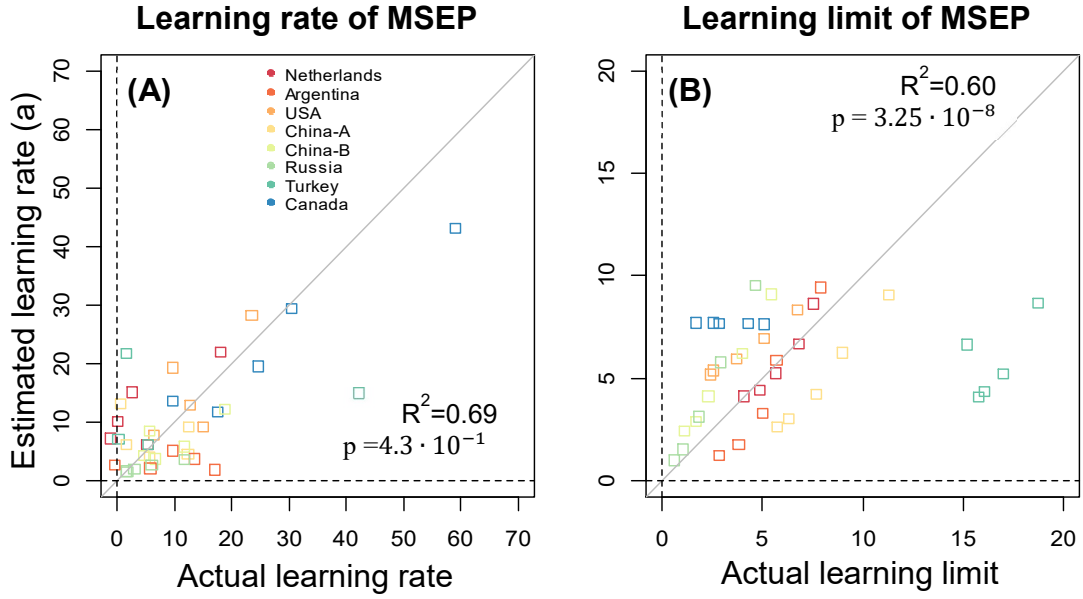 Learning rate of MSEP
Learning limit of MSEP
(A)
Netherlands
Argentina
USA
China-A
China-B
Russia
Turkey
Canada
R²=0.69
p =4.3 · 10⁻¹
Estimated learning rate (a)
0 10 20 30 40 50 60 70
0 10 20 30 40 50 60 70
Actual learning rate
(B)
R²=0.60
p = 3.25 · 10⁻⁸
0 5 10 15 20
0 5 10 15 20
Actual learning limit